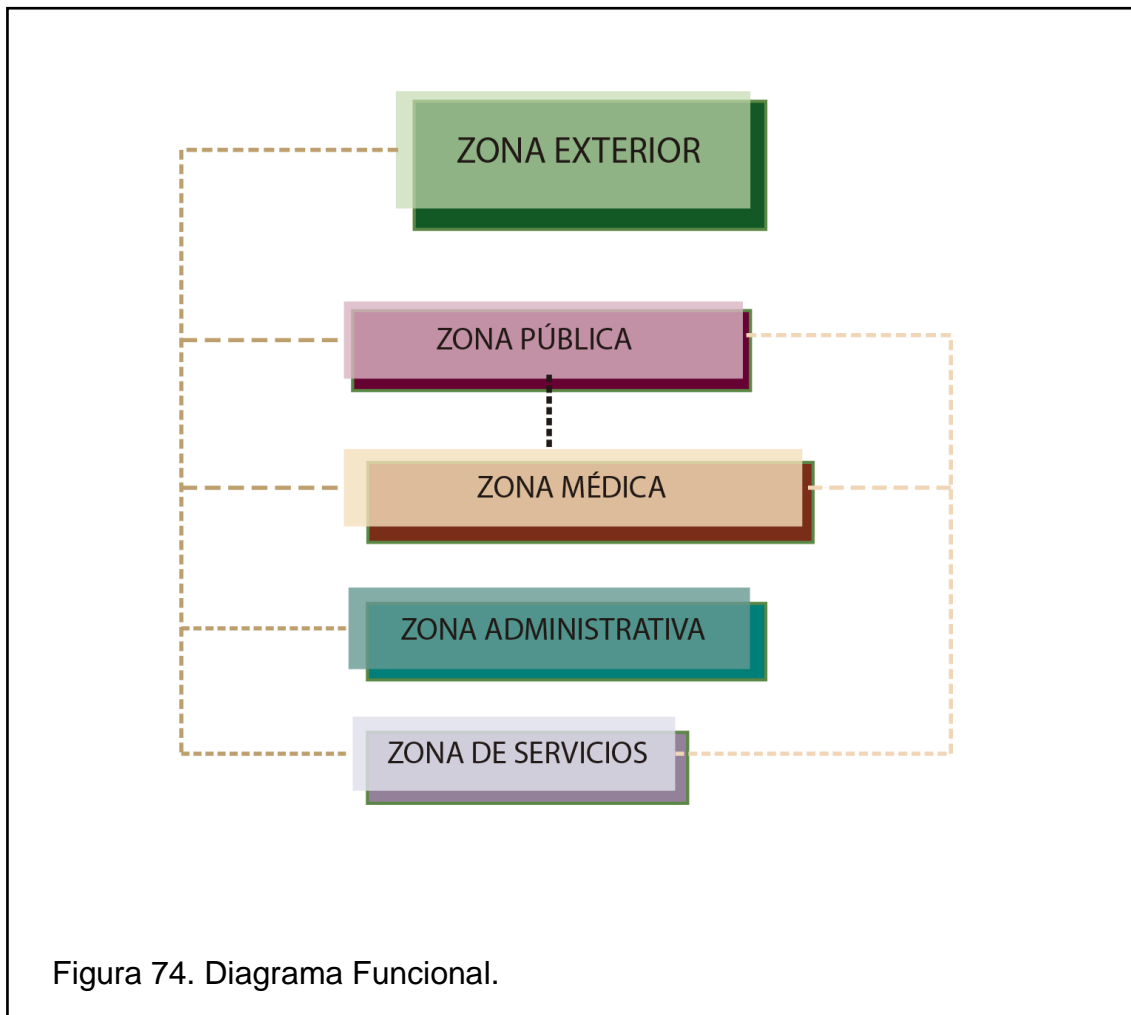 ZONA EXTERIOR
ZONA PÚBLICA
ZONA MÉDICA
ZONA ADMINISTRATIVA
ZONA DE SERVICIOS
Figura 74. Diagrama Funcional.